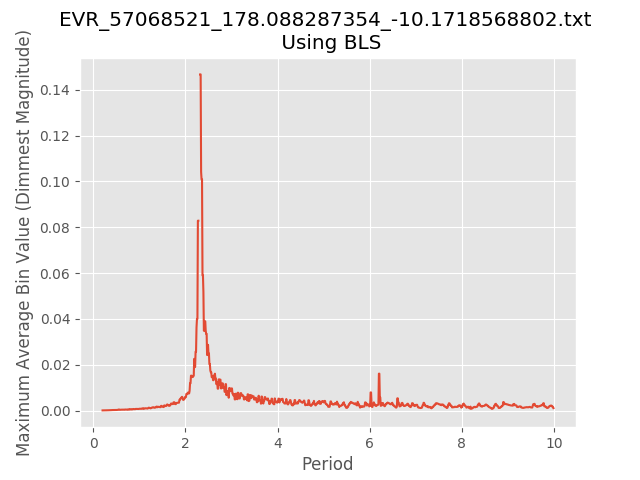 EVR_57068521_178.088287354_-10.1718568802.txt
Using BLS
Maximum Average Bin Value (Dimmest Magnitude)
0.14
0.12
0.10
0.08
0.06
0.04
0.02
0.00
0 2 4 6 8 10
Period